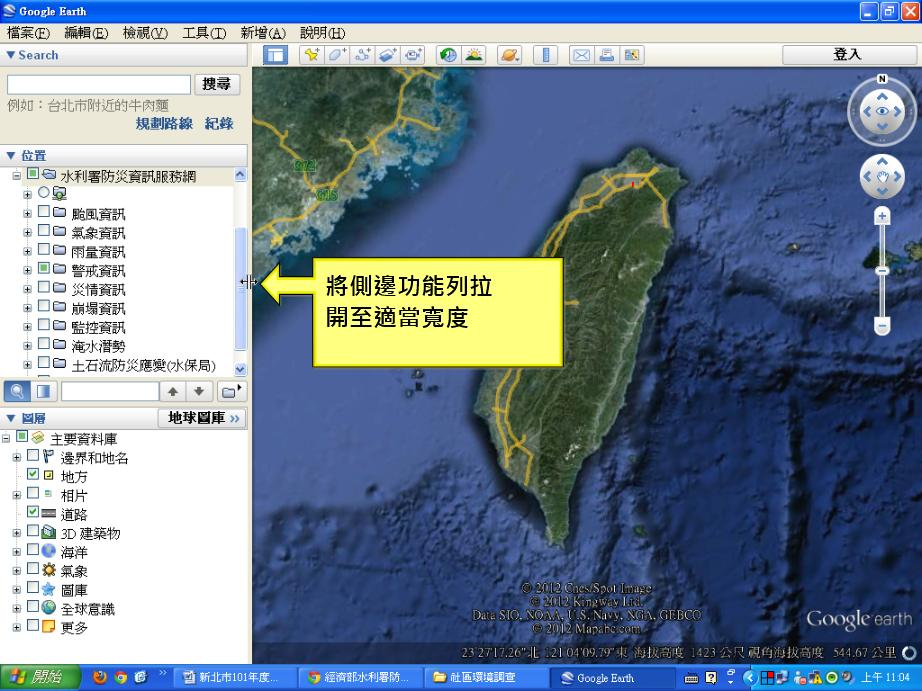 Google Earth
檔案(F) 編輯(E) 檢視(V) 工具(T) 新增(A) 說明(H)
Search
登入
搜尋
例如：台北市附近的牛肉麵
規劃路線 紀錄
N
位置
水利署防災資訊服務網
颱風資訊
氣象資訊
雨量資訊
警戒資訊
災情資訊
崩塌資訊
監控資訊
淹水潛勢
土石流防災應變(水保局)
G15
將側邊功能列拉
開至適當寬度
圖層
地球圖庫 »
主要資料庫
邊界和地名
地方
相片
道路
3D 建築物
海洋
氣象
圖庫
全球意識
更多
© 2012 Cnes/Spot Image
© 2012 KingWay Ltd.
Data SIO, NOAA, U.S. Navy, NGA, GEBCO
© 2012 Mapabc.com
Google earth
23°27'17.26"北 121°04'09.79"東 海拔高度 1423 公尺 視角海拔高度 544.67 公里
開始
新北市101年度...
經濟部水利署防...
社區環境調查
Google Earth
上午 11:04